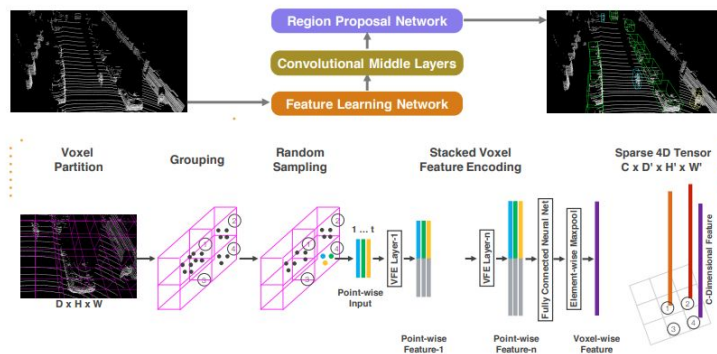 Region Proposal Network
Convolutional Middle Layers
Feature Learning Network
Voxel
Partition
Grouping
Random
Sampling
Stacked Voxel
Feature Encoding
Sparse 4D Tensor
C x D' x H' x W'
D x H x W
1
2
3
4
1
2
3
4
1 ... t
Point-wise
Input
VFE Layer-1
Point-wise
Feature-1
VFE Layer-n
Point-wise
Feature-n
Fully Connected Neural Net
Element-wise Maxpool
Voxel-wise
Feature
1
2
3
4
C-Dimensional Feature